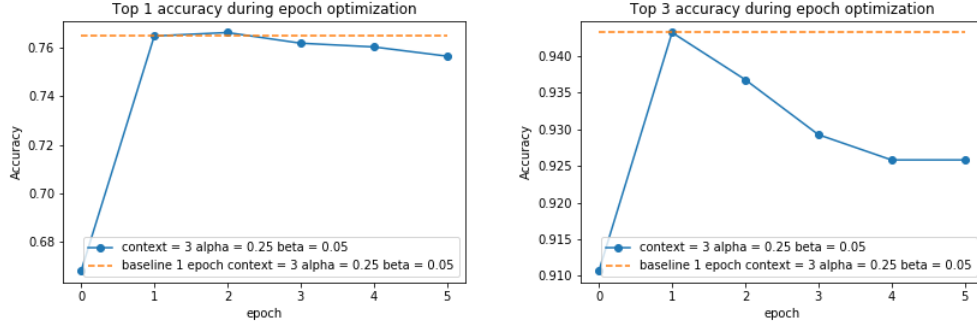 Top 1 accuracy during epoch optimization
Accuracy
0.76
0.74
0.72
0.70
0.68
context = 3 alpha = 0.25 beta = 0.05
baseline 1 epoch context = 3 alpha = 0.25 beta = 0.05
0 1 2 3 4 5
epoch
Top 3 accuracy during epoch optimization
Accuracy
0.940
0.935
0.930
0.925
0.920
0.915
0.910
context = 3 alpha = 0.25 beta = 0.05
baseline 1 epoch context = 3 alpha = 0.25 beta = 0.05
0 1 2 3 4 5
epoch